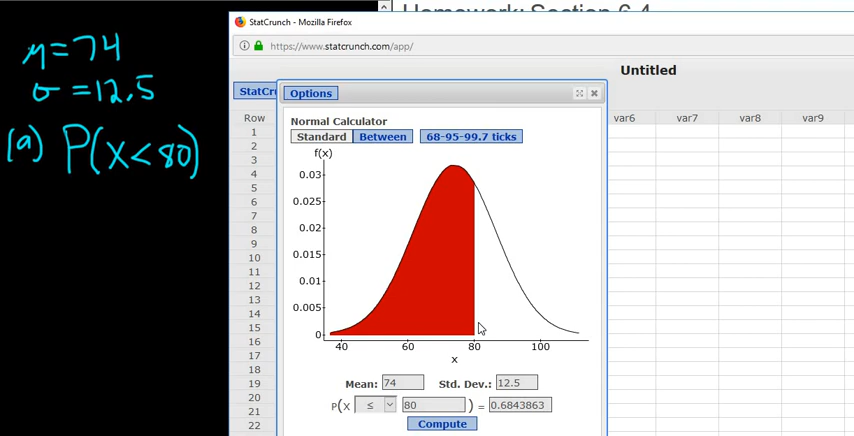 Homework: Section 6.4
StatCrunch - Mozilla Firefox
https://www.statcrunch.com/app/
Untitled
μ = 74
σ = 12.5
(a) P(x < 80)
StatCru
Options
Row var6 var7 var8 var9
Normal Calculator
Standard Between 68-95-99.7 ticks
f(x)
0.03
0.025
0.02
0.015
0.01
0.005
0
40 60 80 100
x
1
2
3
4
5
6
7
8
9
10
11
12
13
14
15
16
17
18
19
20
21
22
Mean: 74 Std. Dev.: 12.5
P(X ≤ 80 ) = 0.6843863
Compute